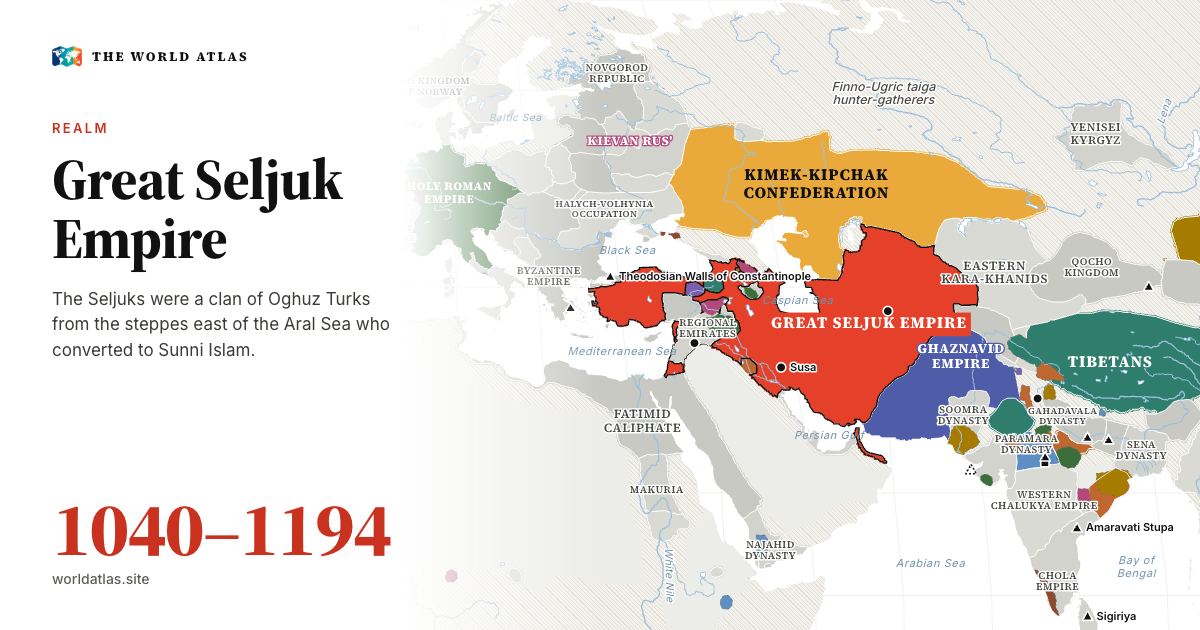 THE WORLD ATLAS
REALM
Great Seljuk
Empire
The Seljuks were a clan of Oghuz Turks
from the steppes east of the Aral Sea who
converted to Sunni Islam.
1040–1194
worldatlas.site
KINGDOM
NORWAY
NOVGOROD
REPUBLIC
Finno-Ugric taiga
hunter-gatherers
Lena
Baltic Sea
KIEVAN RUS'
YENISEI
KYRGYZ
HOLY ROMAN
EMPIRE
KIMEK-KIPCHAK
CONFEDERATION
HALYCH-VOLHYNIA
OCCUPATION
Black Sea
BYZANTINE
EMPIRE
Theodosian Walls of Constantinople
EASTERN
KARA-KHANIDS
QOCHO
KINGDOM
Caspian Sea
REGIONAL
EMIRATES
GREAT SELJUK EMPIRE
Mediterranean Sea
GHAZNAVID
EMPIRE
TIBETANS
Susa
FATIMID
CALIPHATE
Persian Gulf
SOOMRA
DYNASTY
GAHADAVALA
DYNASTY
PARAMARA
DYNASTY
SENA
DYNASTY
MAKURIA
WESTERN
CHALUKYA EMPIRE
Amaravati Stupa
NAJAHID
DYNASTY
White Nile
Arabian Sea
Bay of
Bengal
CHOLA
EMPIRE
Sigiriya